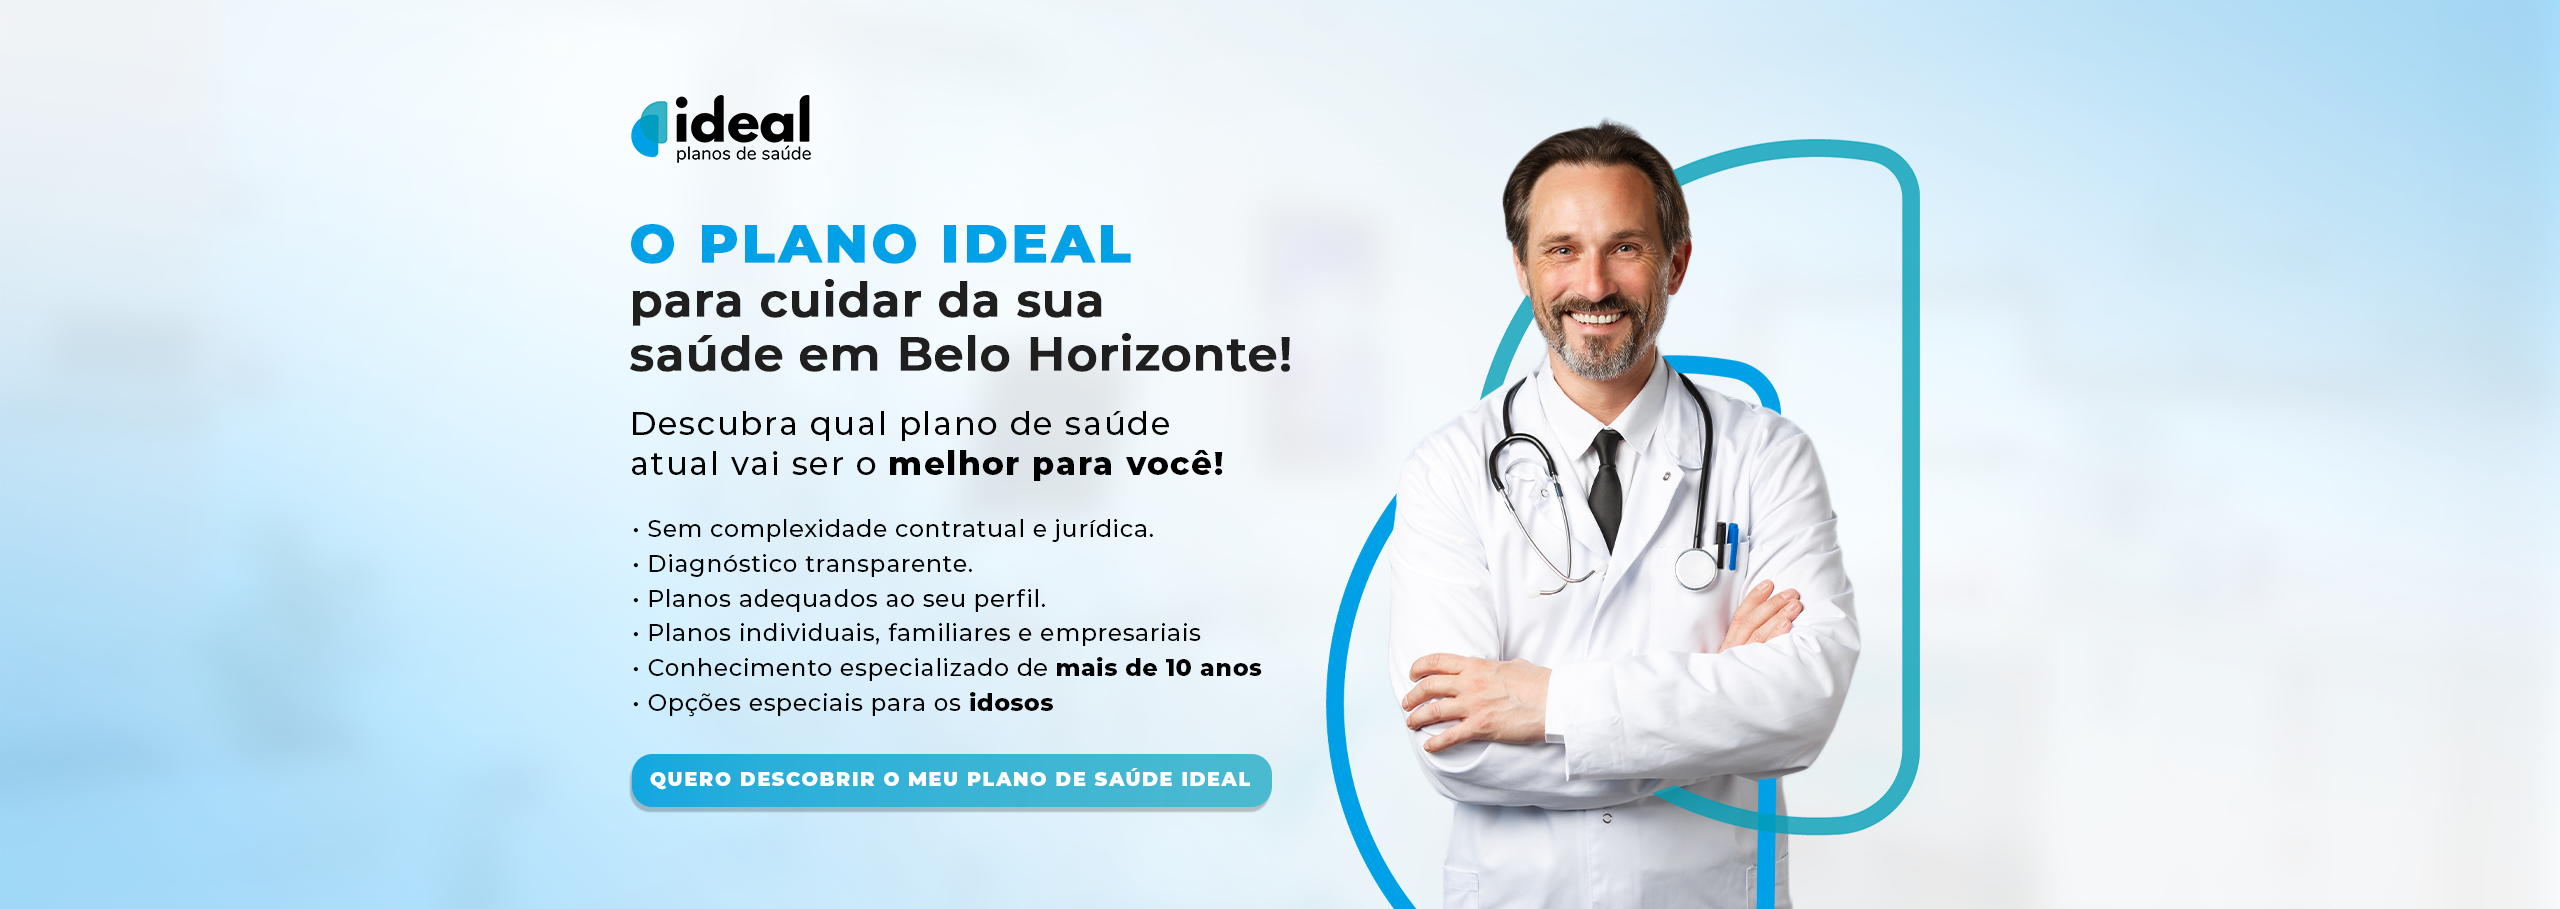 ideal
planos de saúde
O PLANO IDEAL
para cuidar da sua
saúde em Belo Horizonte!
Descubra qual plano de saúde
atual vai ser o melhor para você!
• Sem complexidade contratual e jurídica.
• Diagnóstico transparente.
• Planos adequados ao seu perfil.
• Planos individuais, familiares e empresariais
• Conhecimento especializado de mais de 10 anos
• Opções especiais para os idosos
QUERO DESCOBRIR O MEU PLANO DE SAÚDE IDEAL